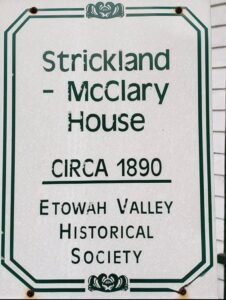 Strickland
- McClary
House
CIRCA 1890
ETOWAH VALLEY
HISTORICAL
SOCIETY